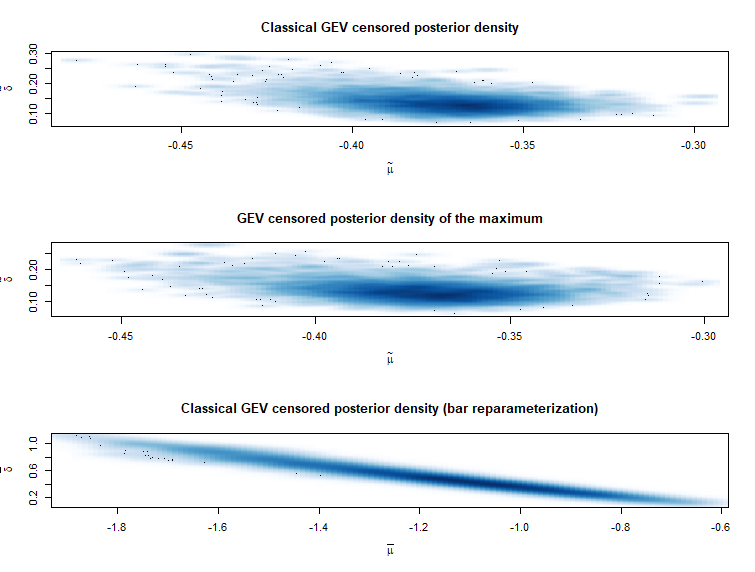 Classical GEV censored posterior density
0.30
0.20
0.10
δ̃
-0.45
-0.40
-0.35
-0.30
μ̃
GEV censored posterior density of the maximum
0.20
0.10
δ̃
-0.45
-0.40
-0.35
-0.30
μ̃
Classical GEV censored posterior density (bar reparameterization)
1.0
0.6
0.2
δ̄
-1.8
-1.6
-1.4
-1.2
-1.0
-0.8
-0.6
μ̄